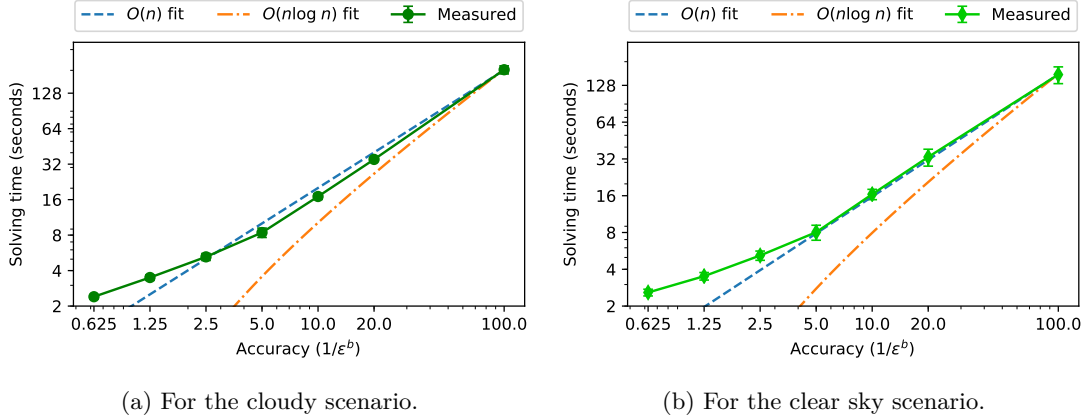 O(n) fit O(nlog n) fit Measured
Solving time (seconds)
128
64
32
16
8
4
2
0.625 1.25 2.5 5.0 10.0 20.0 100.0
Accuracy (1/ε^b)
(a) For the cloudy scenario.
O(n) fit O(nlog n) fit Measured
Solving time (seconds)
128
64
32
16
8
4
2
0.625 1.25 2.5 5.0 10.0 20.0 100.0
Accuracy (1/ε^b)
(b) For the clear sky scenario.